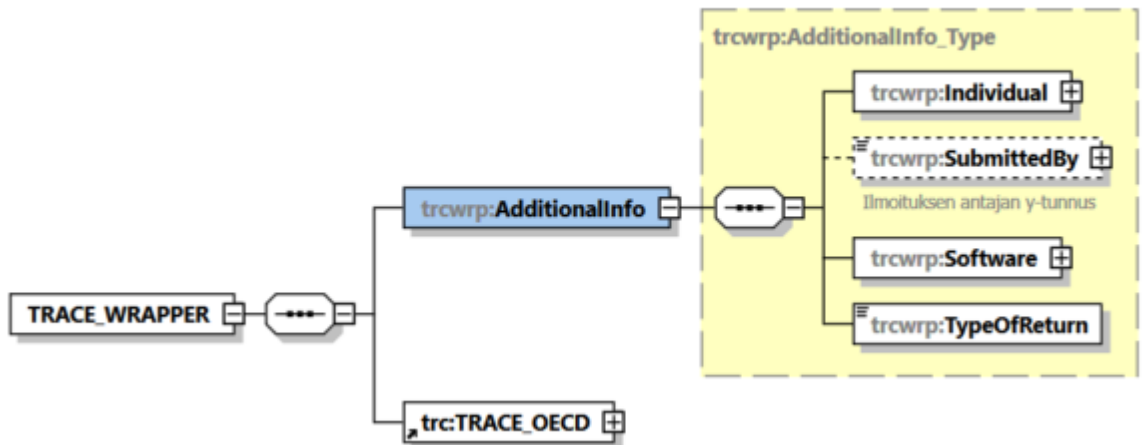 trcwrp:AdditionalInfo_Type
trcwrp:Individual
trcwrp:SubmittedBy
Ilmoituksen antajan y-tunnus
trcwrp:AdditionalInfo
trcwrp:Software
TRACE_WRAPPER
trcwrp:TypeOfReturn
trc:TRACE_OECD